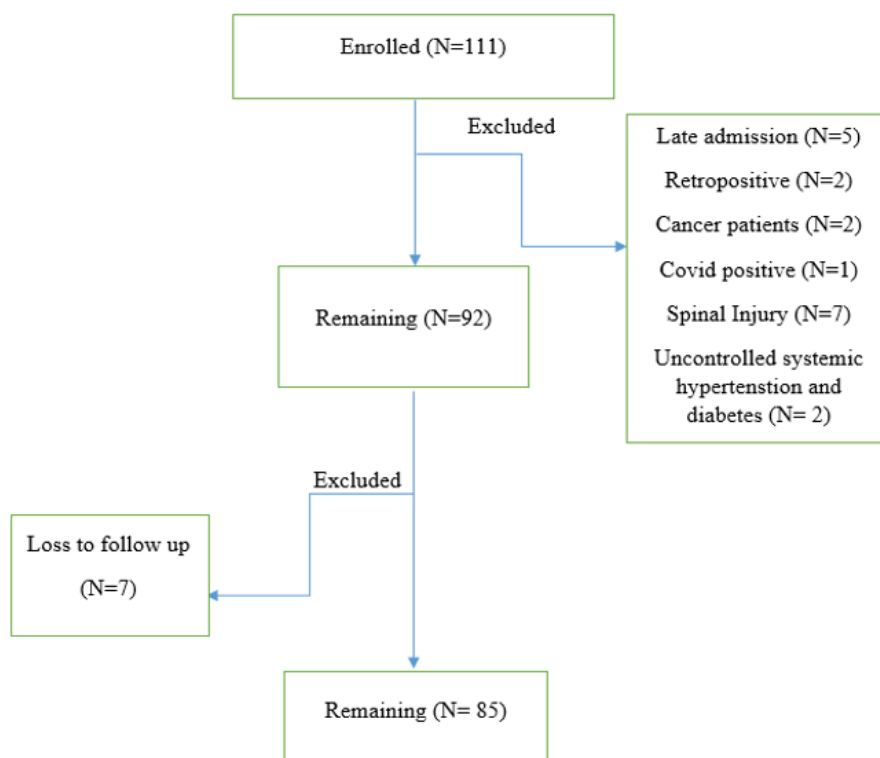 Enrolled (N=111)
Excluded
Late admission (N=5)
Retropositive (N=2)
Cancer patients (N=2)
Covid positive (N=1)
Spinal Injury (N=7)
Uncontrolled systemic
hypertenstion and
diabetes (N= 2)
Remaining (N=92)
Excluded
Loss to follow up
(N=7)
Remaining (N= 85)